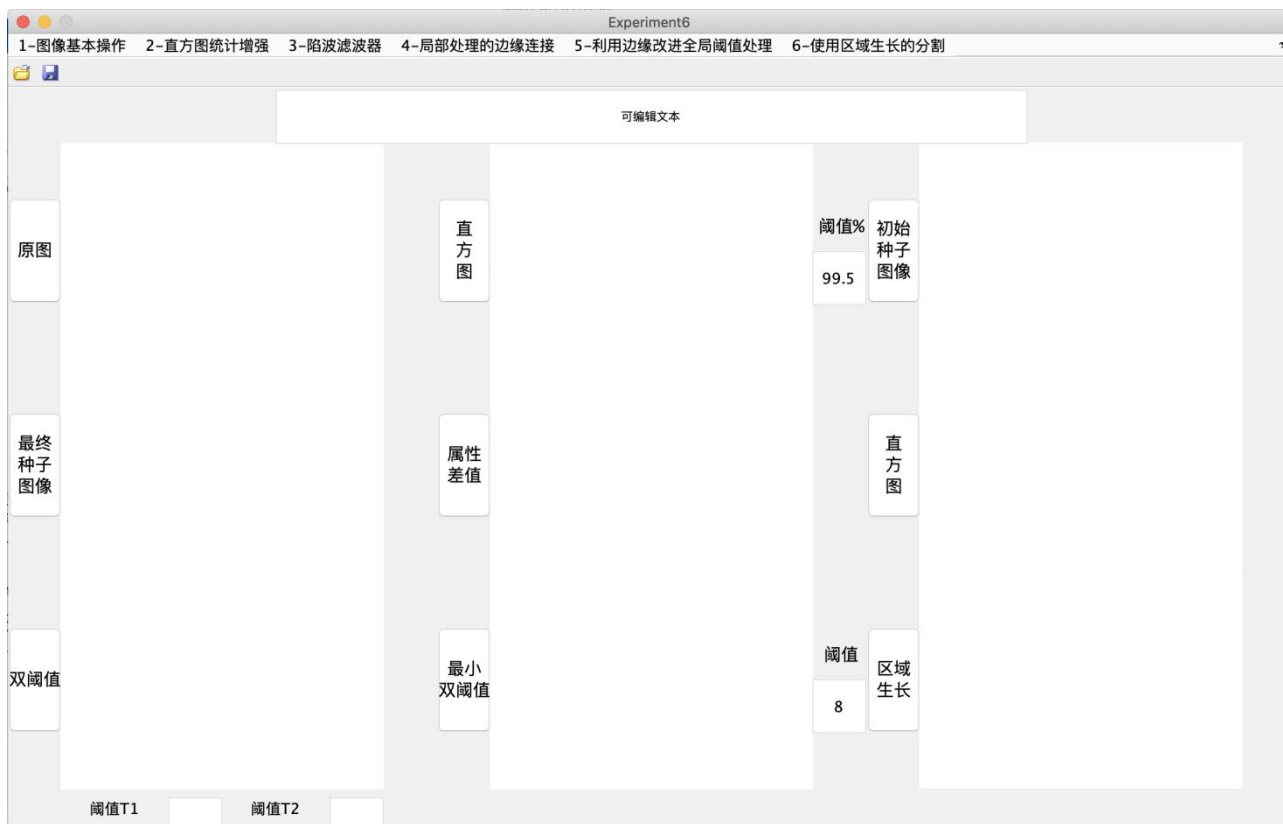 Experiment6
1-图像基本操作 2-直方图统计增强 3-陷波滤波器 4-局部处理的边缘连接 5-利用边缘改进全局阈值处理 6-使用区域生长的分割
可编辑文本
原图
直
方
图
阈值%
99.5
初始
种子
图像
最终
种子
图像
属性
差值
直
方
图
双阈值
最小
双阈值
阈值
8
区域
生长
阈值T1
阈值T2